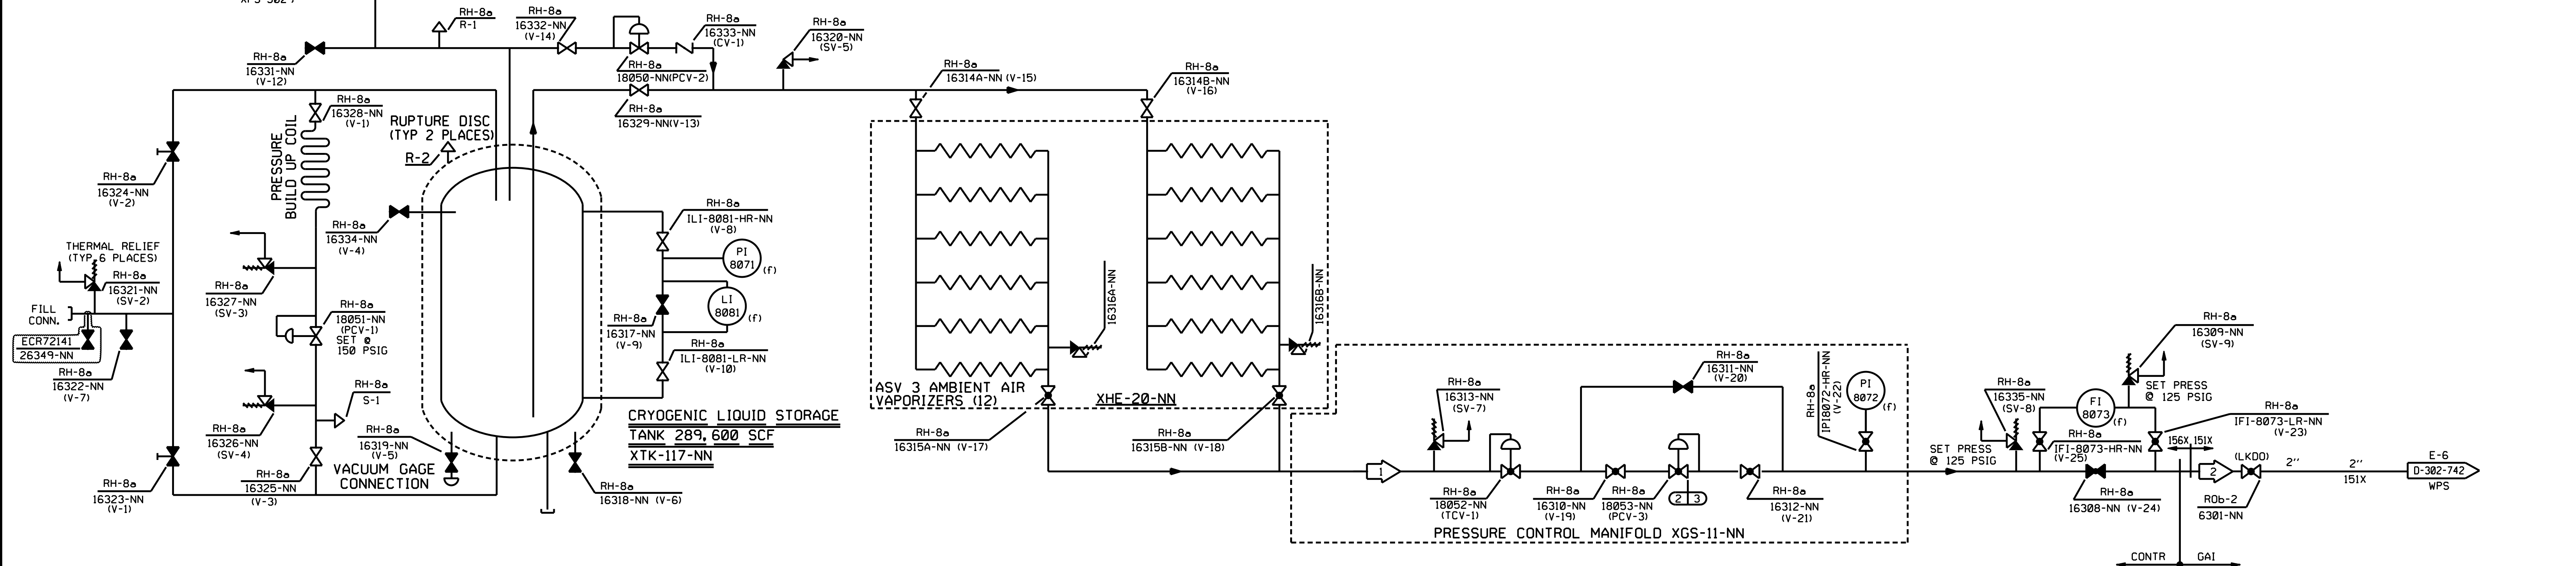 RH-8a
R-1
RH-8a
16332-NN
(V-14)
RH-8a
16333-NN
(CV-1)
RH-8a
16320-NN
(SV-5)
RH-8a
16331-NN
(V-12)
RH-8a
18050-NN(PCV-2)
RH-8a
16314A-NN (V-15)
RH-8a
16314B-NN
(V-16)
RH-8a
16328-NN
(V-1)
RH-8a
16329-NN(V-13)
RUPTURE DISC
(TYP 2 PLACES)
R-2
PRESSURE
BUILD UP COIL
RH-8a
16324-NN
(V-2)
RH-8a
16334-NN
(V-4)
RH-8a
ILI-8081-HR-NN
(V-8)
PI
8071
(f)
LI
8081
(f)
THERMAL RELIEF
(TYP 6 PLACES)
RH-8a
16321-NN
(SV-2)
RH-8a
16327-NN
(SV-3)
FILL
CONN.
ECR72141
26349-NN
RH-8a
16322-NN
(V-7)
RH-8a
18051-NN
(PCV-1)
SET @
150 PSIG
RH-8a
16317-NN
(V-9)
RH-8a
ILI-8081-LR-NN
(V-10)
RH-8a
S-1
RH-8a
16326-NN
(SV-4)
RH-8a
16319-NN
(V-5)
VACUUM GAGE
CONNECTION
RH-8a
16325-NN
(V-3)
RH-8a
16323-NN
(V-1)
RH-8a
16318-NN (V-6)
CRYOGENIC LIQUID STORAGE
TANK 289,600 SCF
XTK-117-NN
16316A-NN
16316B-NN
ASV 3 AMBIENT AIR
VAPORIZERS (12)
XHE-20-NN
RH-8a
16315A-NN (V-17)
RH-8a
16315B-NN (V-18)
1
RH-8a
16313-NN
(SV-7)
RH-8a
18052-NN
(TCV-1)
RH-8a
16310-NN
(V-19)
RH-8a
18053-NN
(PCV-3)
2 3
RH-8a
16311-NN
(V-20)
RH-8a
16312-NN
(V-21)
RH-8a
IPI8072-HR-NN
(V-22)
PI
8072
(f)
PRESSURE CONTROL MANIFOLD XGS-11-NN
SET PRESS
@ 125 PSIG
RH-8a
16335-NN
(SV-8)
FI
8073
(f)
RH-8a
16309-NN
(SV-9)
SET PRESS
@ 125 PSIG
RH-8a
IFI-8073-LR-NN
(V-23)
RH-8a
IFI-8073-HR-NN
(V-25)
RH-8a
16308-NN (V-24)
156X 151X
2
(LKDO)
ROb-2
6301-NN
2''
2''
151X
E-6
D-302-742
WPS
CONTR GAI